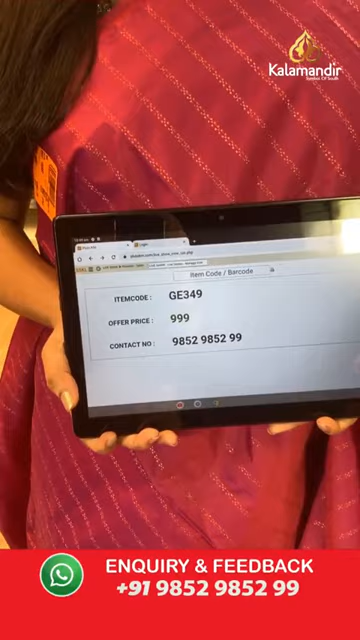 Kalamandir
Item Code / Barcode
ITEMCODE : GE349
OFFER PRICE : 999
CONTACT NO : 9852 9852 99
ENQUIRY & FEEDBACK
+91 9852 9852 99